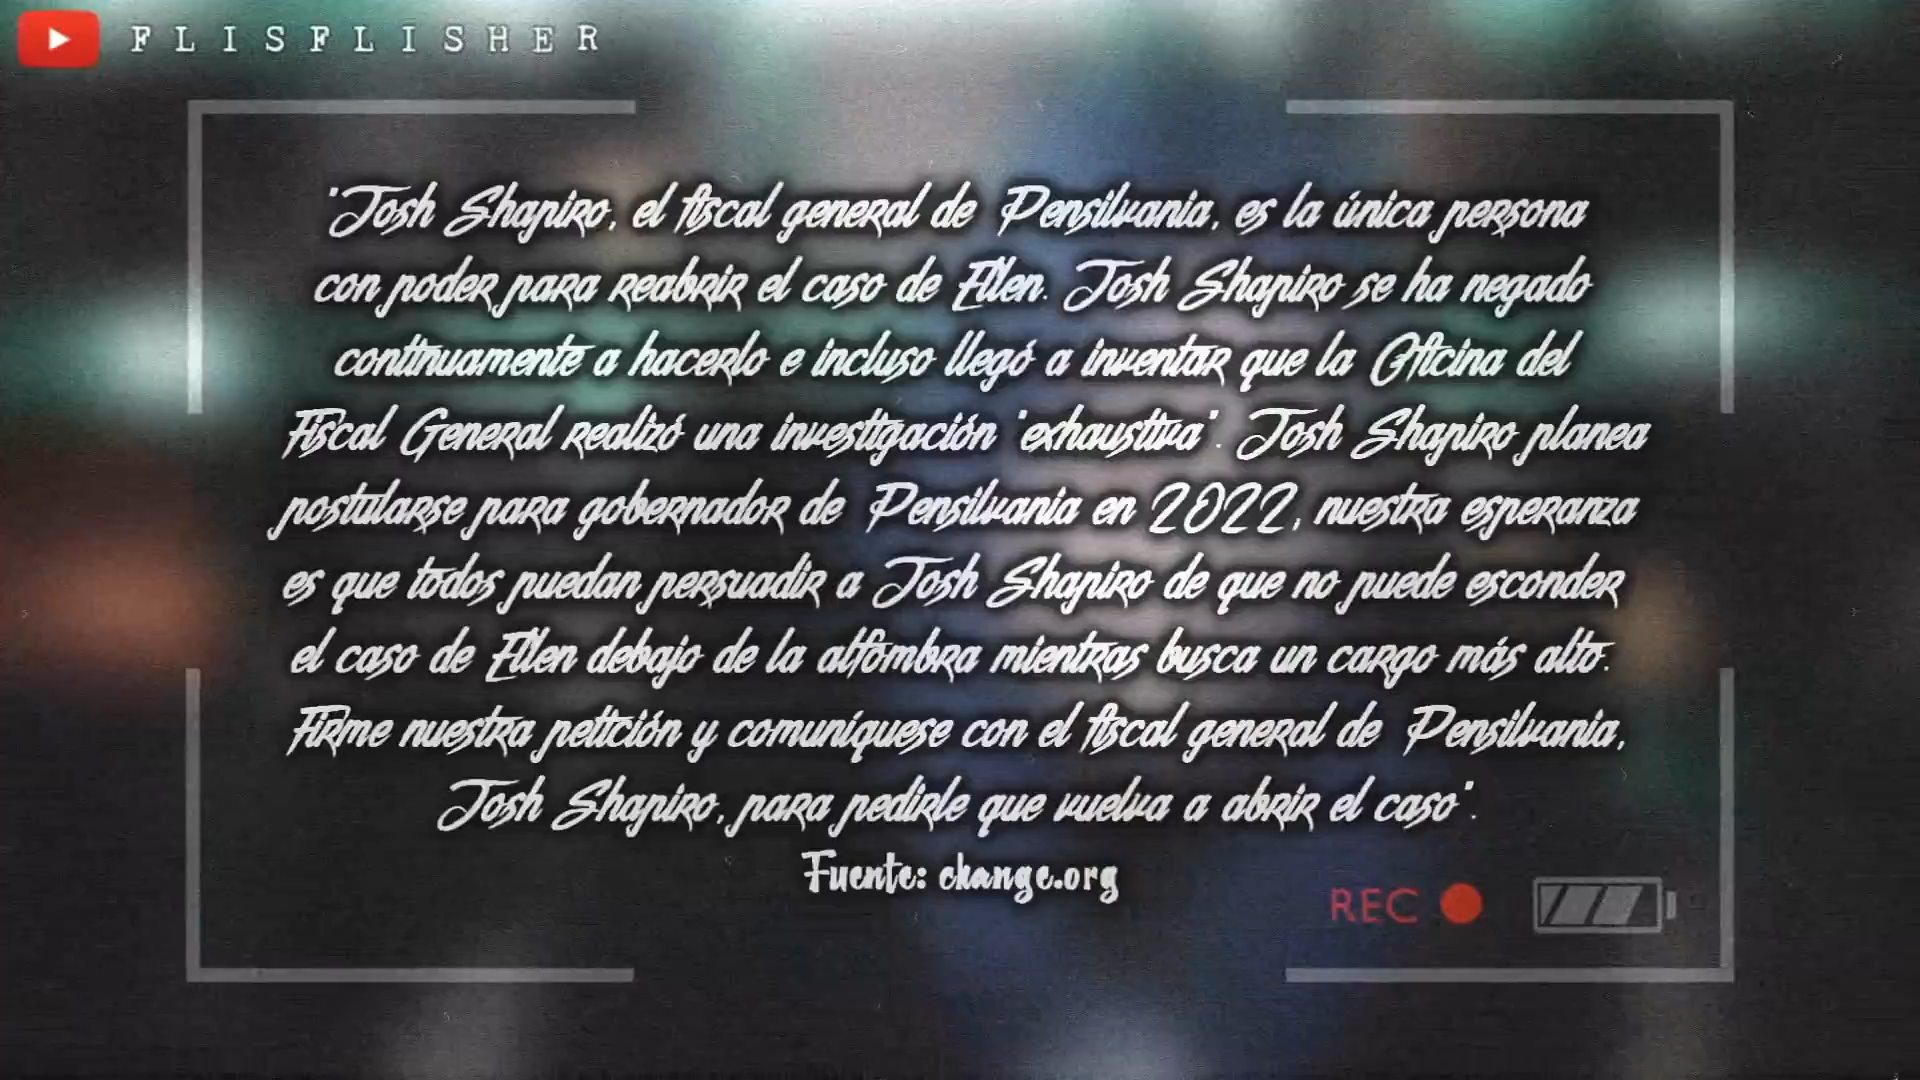 FLISFLISHER
"Josh Shapiro, el fiscal general de Pensilvania, es la única persona
con poder para reabrir el caso de Ellen. Josh Shapiro se ha negado
continuamente a hacerlo e incluso llegó a inventar que la Oficina del
Fiscal General realizó una investigación "exhaustiva". Josh Shapiro planea
postularse para gobernador de Pensilvania en 2022, nuestra esperanza
es que todos puedan persuadir a Josh Shapiro de que no puede esconder
el caso de Ellen debajo de la alfombra mientras busca un cargo más alto.
Firme nuestra petición y comuníquese con el fiscal general de Pensilvania,
Josh Shapiro, para pedirle que vuelva a abrir el caso".
Fuente: change.org
REC